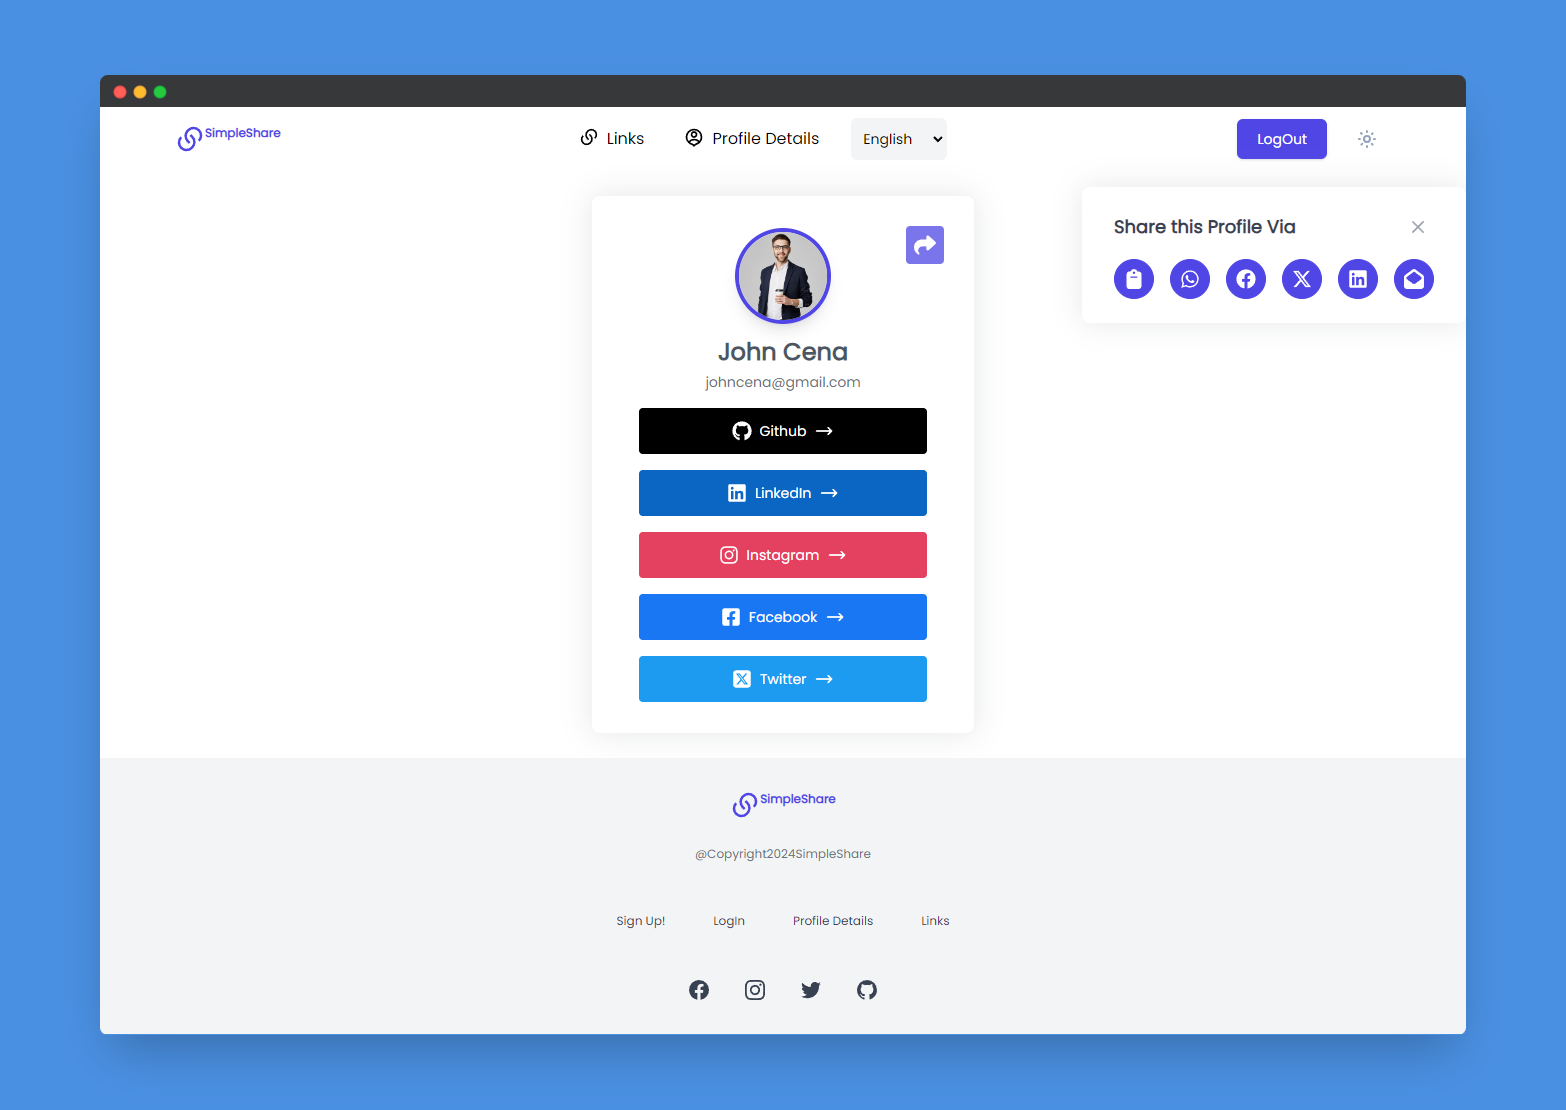 SimpleShare
Links
Profile Details
English
LogOut
Share this Profile Via
John Cena
johncena@gmail.com
Github
LinkedIn
Instagram
Facebook
Twitter
SimpleShare
@Copyright2024SimpleShare
Sign Up! LogIn Profile Details Links